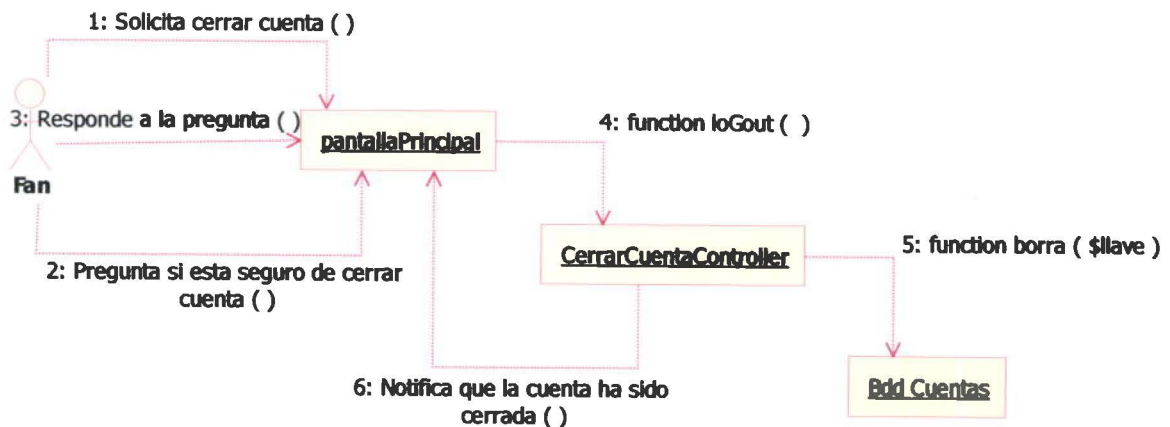 1: Solicita cerrar cuenta ( )
3: Responde a la pregunta ( )
pantallaPrincipal
4: function loGout ( )
Fan
CerrarCuentaController
5: function borra ( $llave )
2: Pregunta si esta seguro de cerrar
cuenta ( )
6: Notifica que la cuenta ha sido
cerrada ( )
Bdd Cuentas